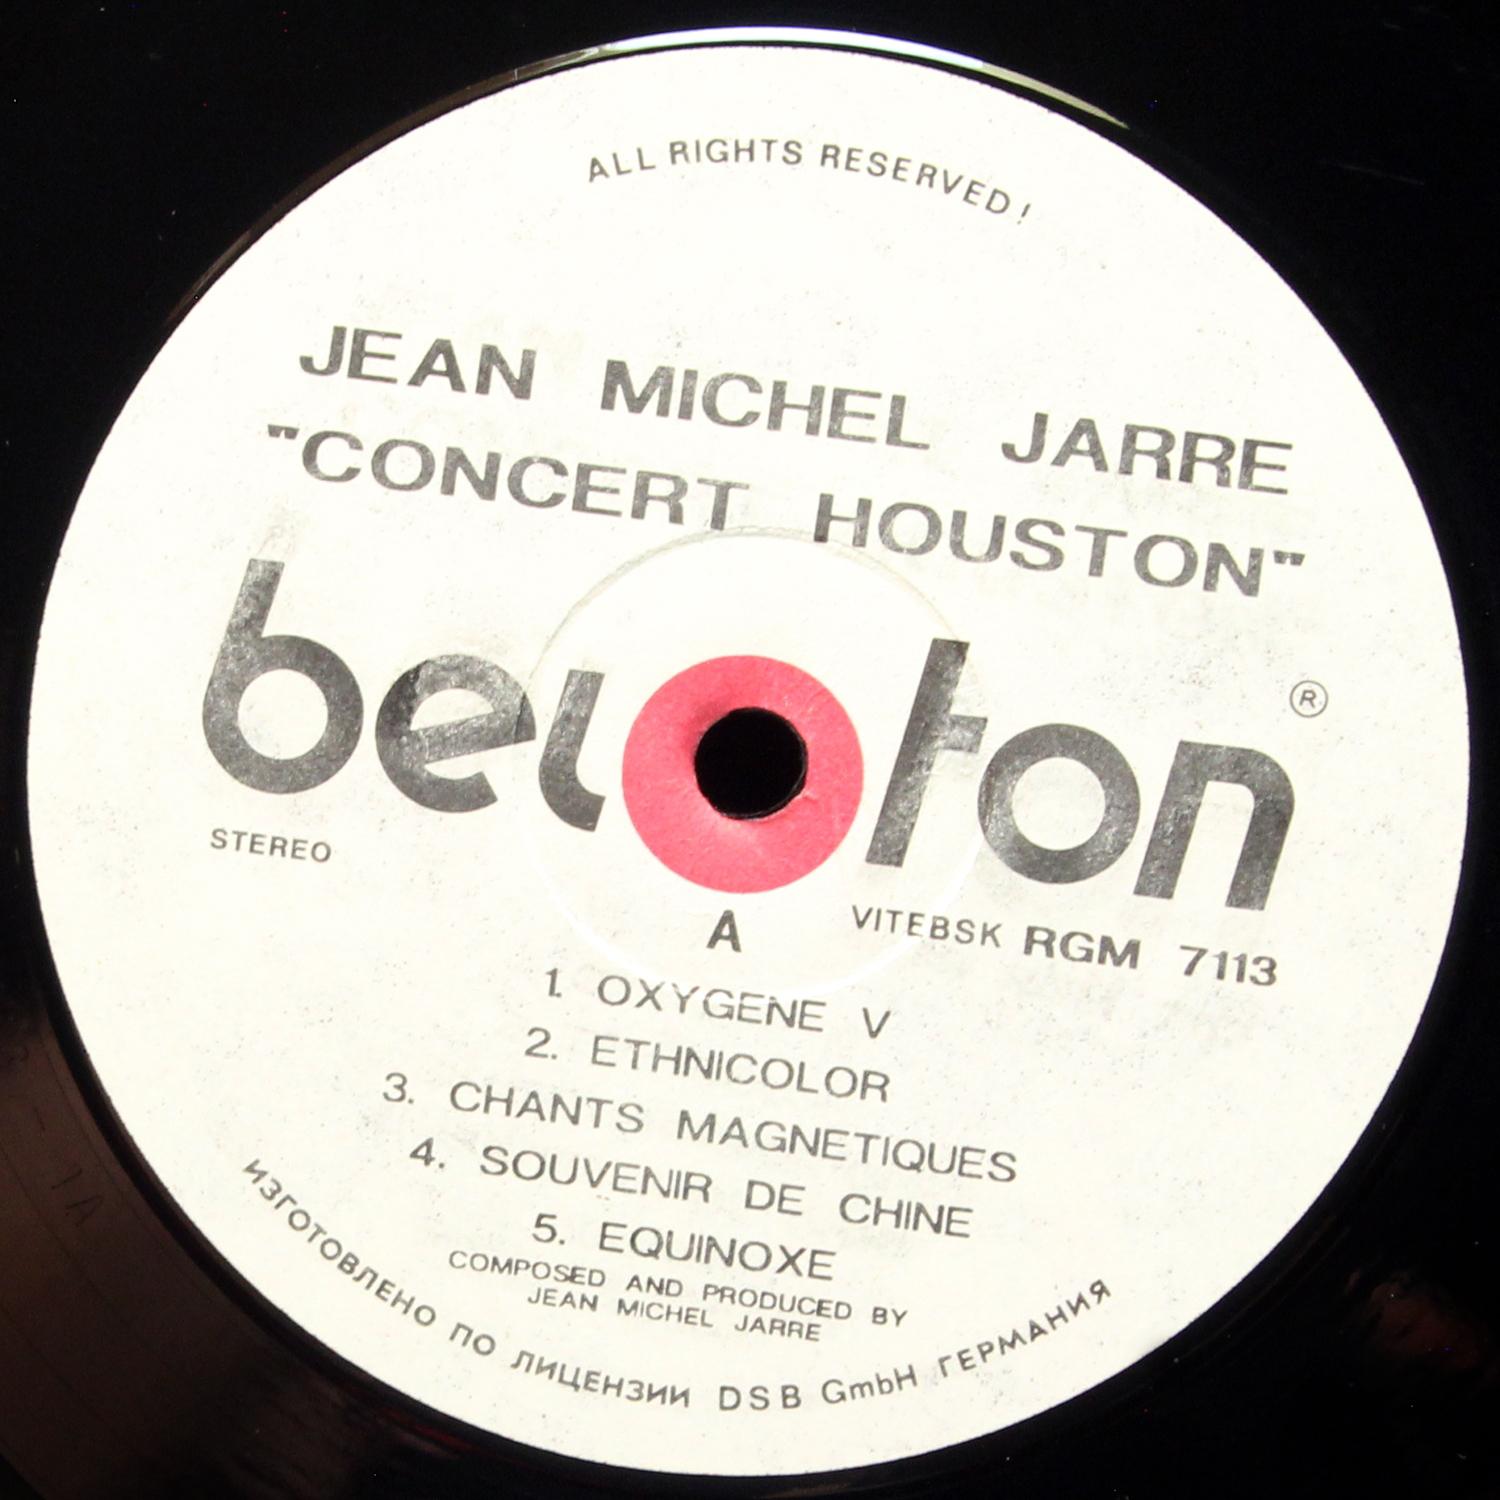 ALL RIGHTS RESERVED!
JEAN MICHEL JARRE
"CONCERT HOUSTON"
beloton ®
STEREO
A
VITEBSK RGM 7113
1. OXYGENE V
2. ETHNICOLOR
3. CHANTS MAGNETIQUES
4. SOUVENIR DE CHINE
5. EQUINOXE
COMPOSED AND PRODUCED BY
JEAN MICHEL JARRE
ИЗГОТОВЛЕНО ПО ЛИЦЕНЗИИ DSB GmbH ГЕРМАНИЯ
1A